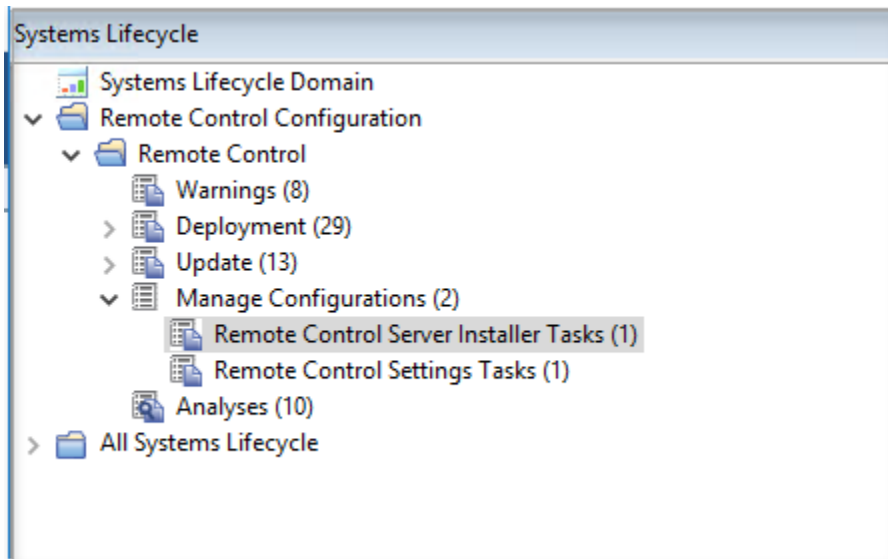 Systems Lifecycle
Systems Lifecycle Domain
Remote Control Configuration
Remote Control
Warnings (8)
Deployment (29)
Update (13)
Manage Configurations (2)
Remote Control Server Installer Tasks (1)
Remote Control Settings Tasks (1)
Analyses (10)
All Systems Lifecycle